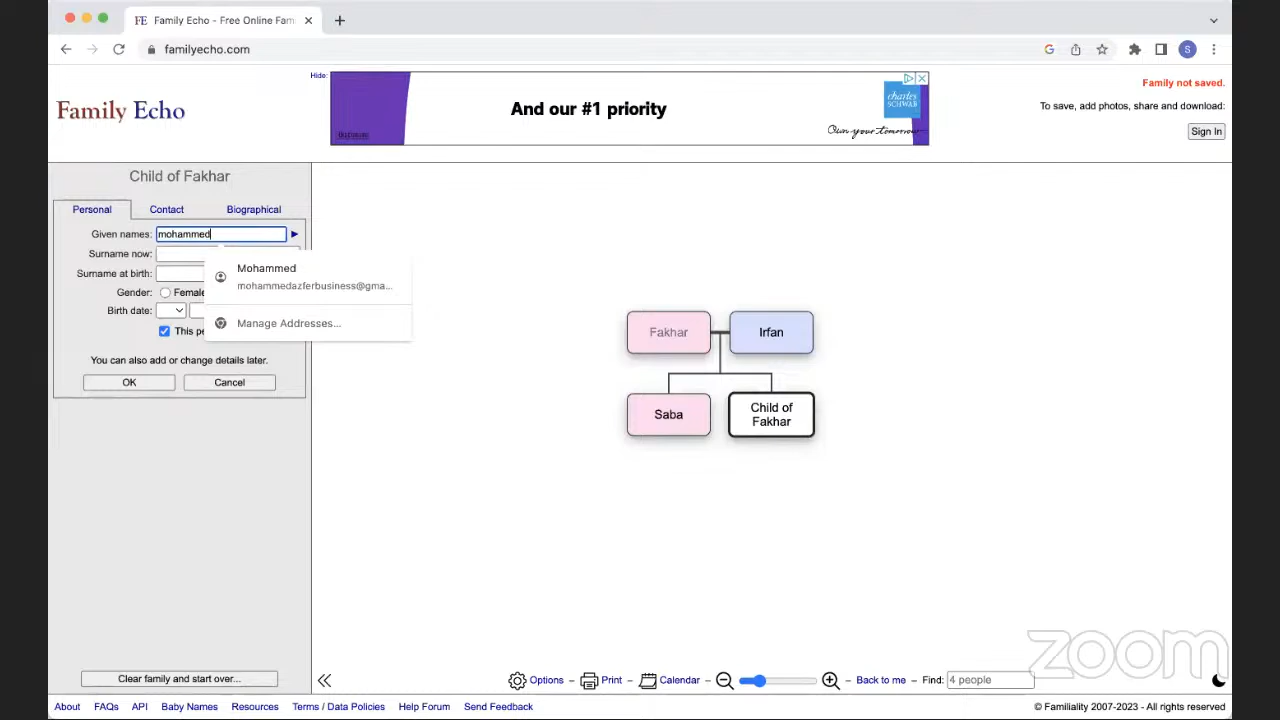 FE Family Echo - Free Online Fam
familyecho.com
G
S
Hide:
And our #1 priority
charles
SCHWAB
Own your tomorrow
Family not saved.
To save, add photos, share and download:
Sign In
Family Echo
Child of Fakhar
Personal
Contact
Biographical
Given names:
mohammed
Surname now:
Surname at birth:
Gender:
Female
Birth date:
This pe
Mohammed
mohammedazferbusiness@gma...
Manage Addresses...
You can also add or change details later.
OK
Cancel
Fakhar
Irfan
Saba
Child of
Fakhar
zoom
Clear family and start over...
Options – Print – Calendar – Back to me – Find: 4 people
About FAQs API Baby Names Resources Terms / Data Policies Help Forum Send Feedback
© Familiality 2007-2023 - All rights reserved